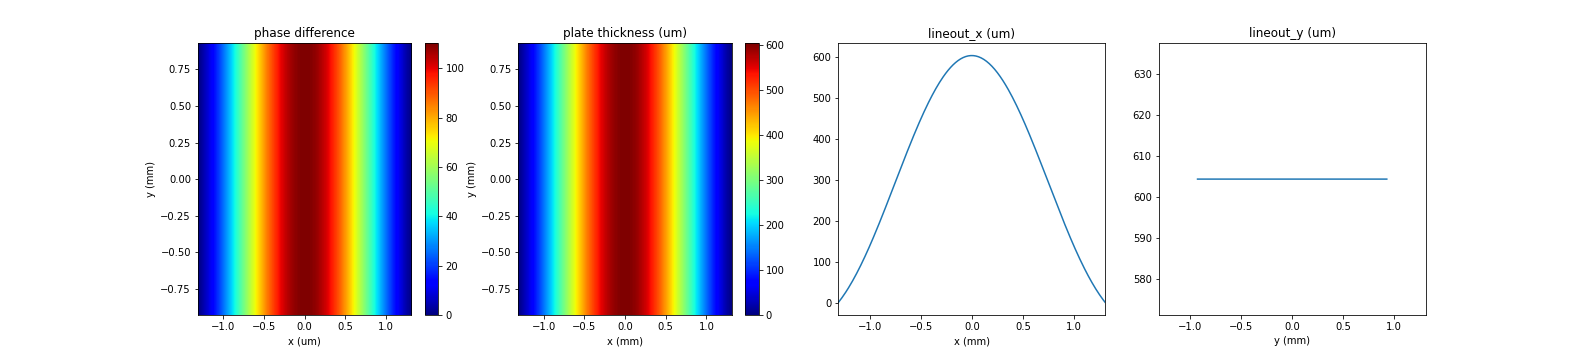 phase difference
y (mm)
0.75
0.50
0.25
0.00
−0.25
−0.50
−0.75
−1.0 −0.5 0.0 0.5 1.0
x (um)
100
80
60
40
20
0
plate thickness (um)
y (mm)
0.75
0.50
0.25
0.00
−0.25
−0.50
−0.75
−1.0 −0.5 0.0 0.5 1.0
x (mm)
600
500
400
300
200
100
0
lineout_x (um)
600
500
400
300
200
100
0
−1.0 −0.5 0.0 0.5 1.0
x (mm)
lineout_y (um)
630
620
610
600
590
580
−1.0 −0.5 0.0 0.5 1.0
y (mm)